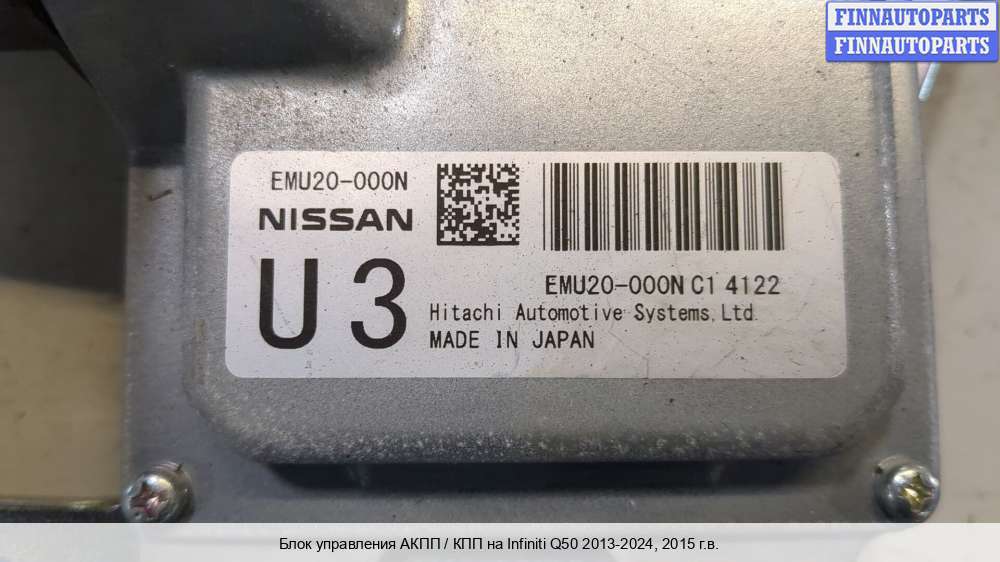 FINNAUTOPARTS
FINNAUTOPARTS
EMU20-000N
NISSAN
U 3
EMU20-000N C1 4122
Hitachi Automotive Systems,Ltd.
MADE IN JAPAN
Блок управления АКПП / КПП на Infiniti Q50 2013-2024, 2015 г.в.